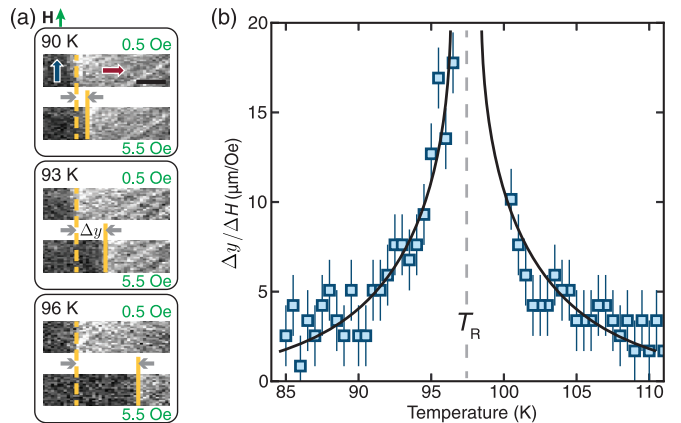 (a) H
90 K 0.5 Oe
5.5 Oe
93 K 0.5 Oe
Δy
5.5 Oe
96 K 0.5 Oe
5.5 Oe
(b)
Δy/ΔH (μm/Oe)
20
15
10
5
0
T_R
85 90 95 100 105 110
Temperature (K)